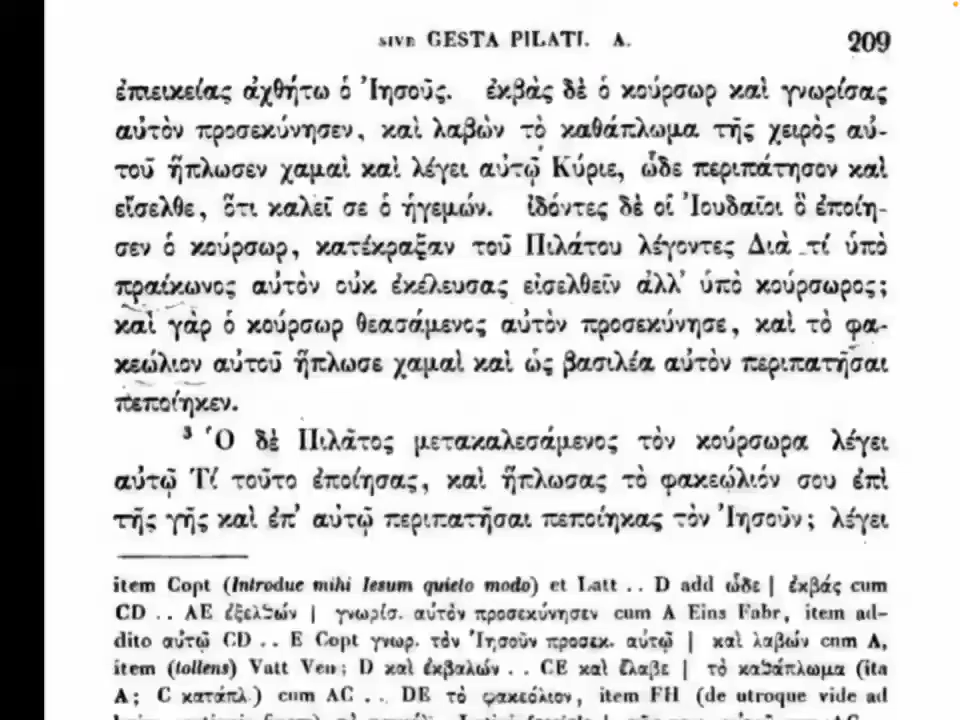 SIVE GESTA PILATI. A. 209
ἐπιεικείας ἀχθήτω ὁ Ἰησοῦς. ἐκβὰς δὲ ὁ κούρσωρ καὶ γνωρίσας
αὐτὸν προσεκύνησεν, καὶ λαβὼν τὸ καθάπλωμα τῆς χειρὸς αὐ-
τοῦ ἥπλωσεν χαμαὶ καὶ λέγει αὐτῷ Κύριε, ὧδε περιπάτησον καὶ
εἴσελθε, ὅτι καλεῖ σε ὁ ἡγεμών. ἰδόντες δὲ οἱ Ἰουδαῖοι ὃ ἐποίη-
σεν ὁ κούρσωρ, κατέκραξαν τοῦ Πιλάτου λέγοντες Διὰ τί ὑπὸ
πραίκωνος αὐτὸν οὐκ ἐκέλευσας εἰσελθεῖν ἀλλ' ὑπὸ κούρσωρος;
καὶ γὰρ ὁ κούρσωρ θεασάμενος αὐτὸν προσεκύνησε, καὶ τὸ φα-
κεώλιον αὐτοῦ ἥπλωσε χαμαὶ καὶ ὡς βασιλέα αὐτὸν περιπατῆσαι
πεποίηκεν.
³ Ὁ δὲ Πιλᾶτος μετακαλεσάμενος τὸν κούρσωρα λέγει
αὐτῷ Τί τοῦτο ἐποίησας, καὶ ἥπλωσας τὸ φακεώλιόν σου ἐπὶ
τῆς γῆς καὶ ἐπ' αὐτῷ περιπατῆσαι πεποίηκας τὸν Ἰησοῦν; λέγει
item Copt (Introduc mihi Iesum quieto modo) et Latt .. D add ὧδε | ἐκβάς cum
CD .. AE ἐξελθών | γνωρίσ. αὐτὸν προσεκύνησεν cum A Eins Fabr, item ad-
dito αὐτῷ CD .. E Copt γνωρ. τὸν Ἰησοῦν προσεκ. αὐτῷ | καὶ λαβών cum A,
item (tollens) Vatt Ven; D καὶ ἐκβαλών .. CE καὶ ἔλαβε | τὸ καθάπλωμα (ita
A; C κατάπλ.) cum AC .. DE τὸ φακεόλιον, item FH (de utroque vide ad